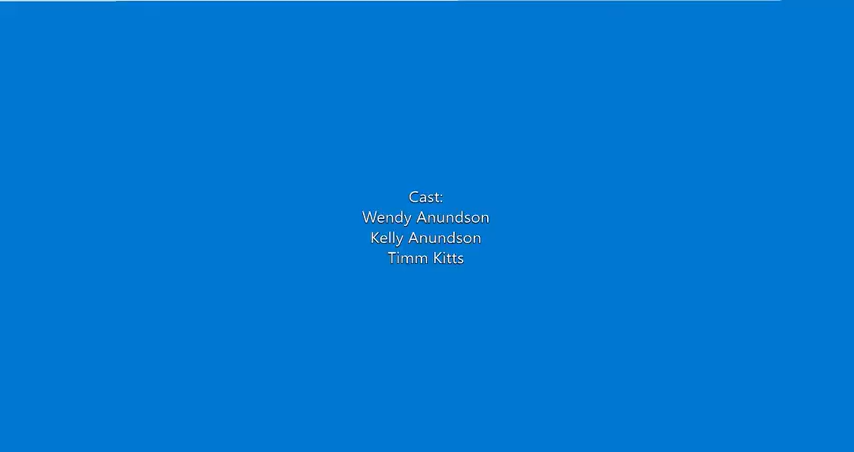 Cast:
Wendy Anundson
Kelly Anundson
Timm Kitts